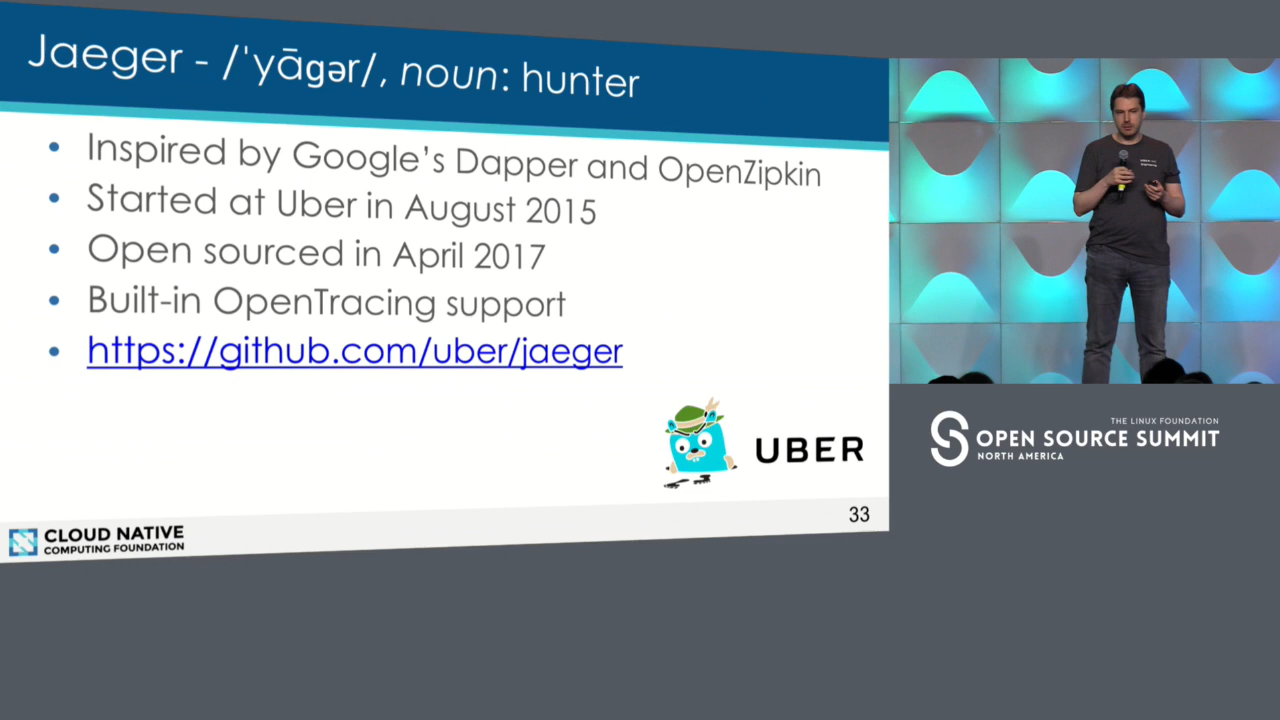 Jaeger - /ˈyāgər/, noun: hunter
• Inspired by Google's Dapper and OpenZipkin
• Started at Uber in August 2015
• Open sourced in April 2017
• Built-in OpenTracing support
• https://github.com/uber/jaeger
UBER
33
CLOUD NATIVE
COMPUTING FOUNDATION
THE LINUX FOUNDATION
OPEN SOURCE SUMMIT
NORTH AMERICA